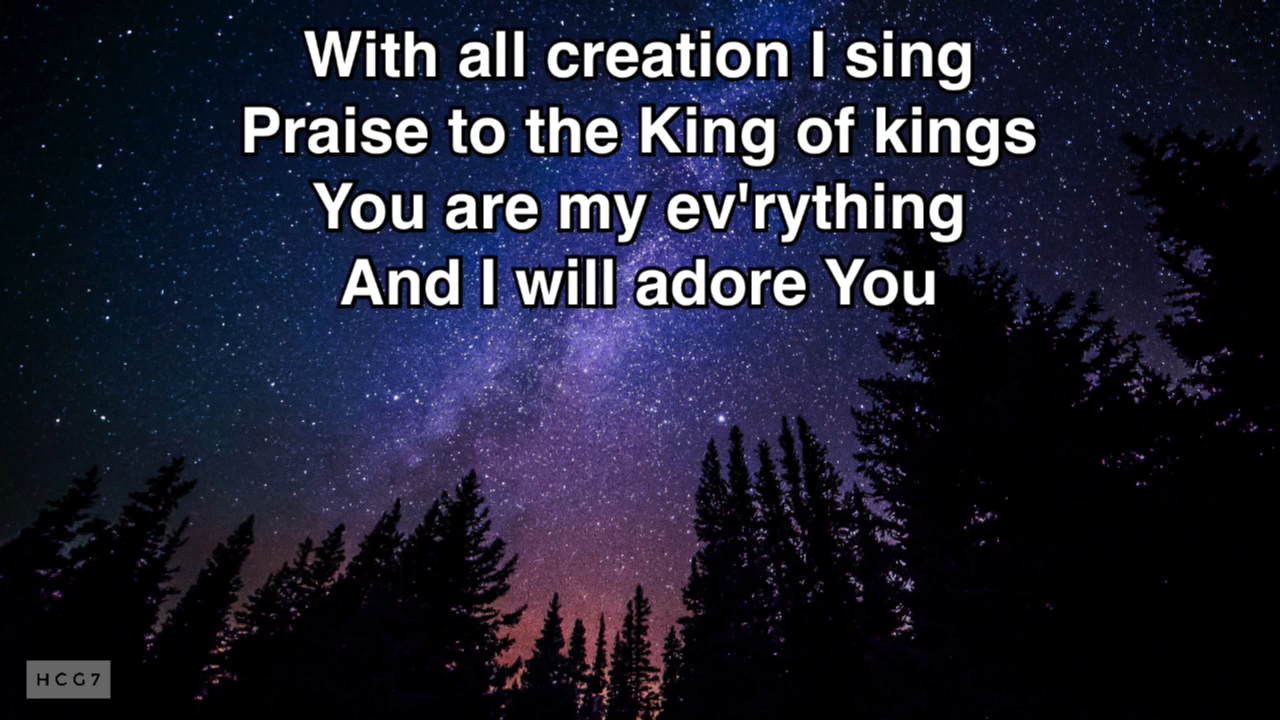 With all creation I sing
Praise to the King of kings
You are my ev'rything
And I will adore You
HCG7